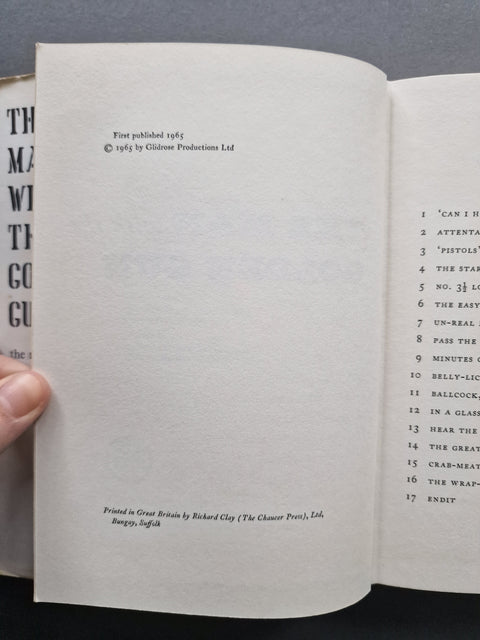 TH
MA
WI
TH
GO
GU
the
First published 1965
© 1965 by Glidrose Productions Ltd
Printed in Great Britain by Richard Clay (The Chaucer Press), Ltd,
Bungay, Suffolk
1 'CAN I H
2 ATTENTA
3 'PISTOLS'
4 THE STAR
5 NO. 3½ LO
6 THE EASY
7 UN-REAL
8 PASS THE
9 MINUTES O
10 BELLY-LIC
11 BALLCOCK,
12 IN A GLASS
13 HEAR THE
14 THE GREAT
15 CRAB-MEAT
16 THE WRAP-
17 ENDIT